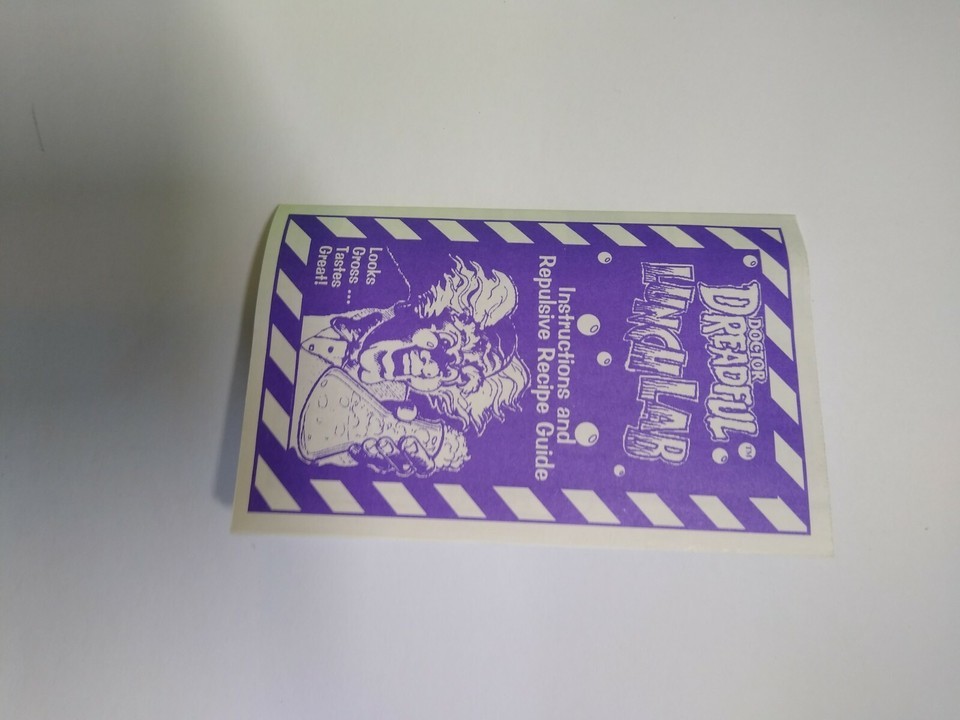 DOCTOR
DREADFUL™
LUNCH LAB
Instructions and
Repulsive Recipe Guide
Looks
Gross ...
Tastes
Great!